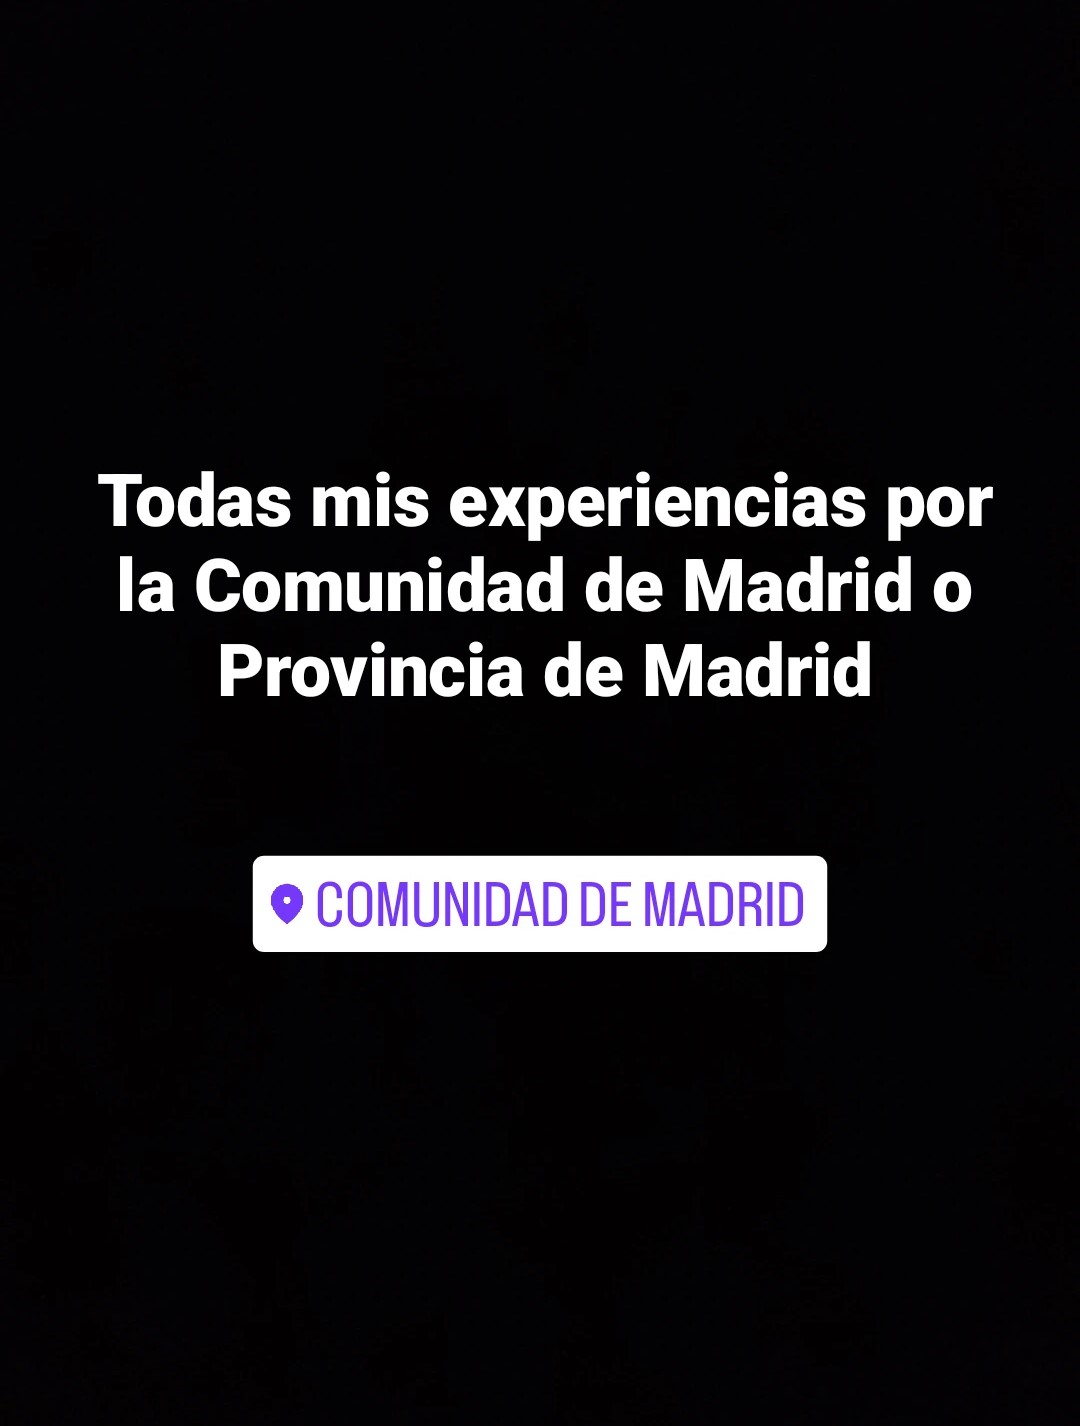 Todas mis experiencias por
la Comunidad de Madrid o
Provincia de Madrid
COMUNIDAD DE MADRID